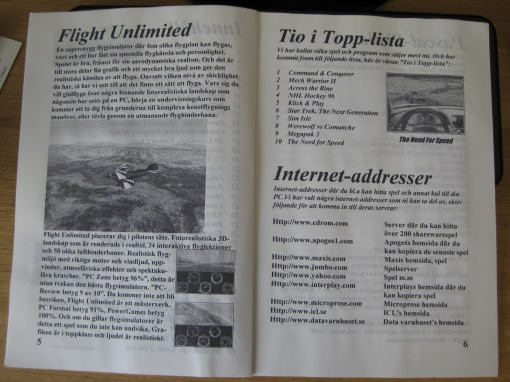 Flight Unlimited
En supersnygg flygsimulator där fem olika flygplan kan flygas,
vart och ett har fått sin speciella flygkänsla och personlighet.
Spelet är bra, främst för sin aerodynamiska realism. Och det är
till stora delar fin grafik och ett mycket bra ljud som ger den
realistiska känslan av att flyga. Oavsett vilken nivå av skicklighet
du har, så har vi sett till att det finns ett sätt att flyga. Vare sig du
vill glidflyga över några hisnande fotorealistiska landskap som
någonsin har setts på en PC, börja en undervisningskurs som
kommer att ta dig från grunderna till komplexa konstflygnings
manövrer, eller tävla genom en utmanande flyghinderbana.
Flight Unlimited placerar dig i pilotens säte. Fotorealistiska 3D-
landskap som är renderade i realtid, 34 interaktiva flyglektioner
och 50 olika lufthinderbanor. Realistisk flyg-
miljö med riktiga motor och vindljud, upp-
vindar, atmosfäriska effekter och spektaku-
lära krascher. "PC Zone betyg 96%", detta är
utan tvekan den bästa flygsimulatorn. "PC-
Review betyg 9 av 10". Du kommer inte att bli
besviken, Flight Unlimited är ett mästerverk.
PC Format betyg 91%, PowerGames betyg
100%. Och om du gillar flygsimulatorer är
detta ett spel som du inte kan undvika, Gra-
fiken är i toppklass och ljudet är realistiskt.
5
Tio i Topp-lista
Vi har kollat vilka spel och program som säljer mest nu. Och har
kommit fram till följande lista, här är våran "Tio i Topp-lista":
1 Command & Conquer
2 Mech Warrior II
3 Across the Rine
4 NHL Hockey 96
5 Klick & Play
6 Star Trek, The Next Generation
7 Sim Isle
8 Werewolf vs Comanche
9 Megapak 3
10 The Need for Speed
The Need For Speed
Internet-addresser
Internet-addresser där du bl.a kan hitta spel och annat kul till din
PC.Vi har valt några internet-addresser som ni kan ta del av, skriv
följande för att komma in till deras servrar:
Http://www.cdrom.com Server där du kan hitta
över 200 sharewarespel
Http://www.apogee1.com Apogeés hemsida där du
kan kopiera de senaste spel
Http://www.maxis.com Maxis hemsida, spel
Http://www.jumbo.com Spelserver
Http://www.yahoo.com Spel m.m
Http://www.interplay.com Interplays hemsida där du
kan kopiera spel
Http://www.microprose.com Microprose hemsida
Http://www.icl.se ICL's hemsida
Http://www.datavaruhuset.se Data varuhuset's hemsida
6